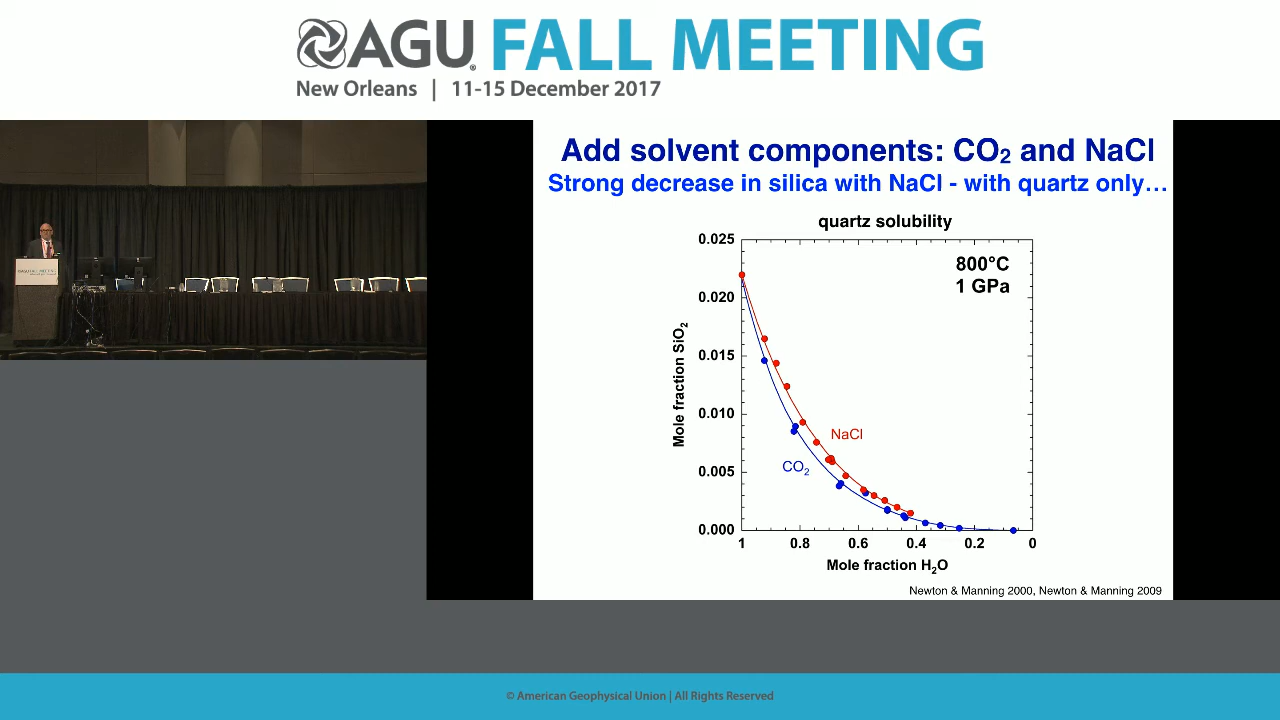 AGU FALL MEETING
New Orleans | 11-15 December 2017
Add solvent components: CO₂ and NaCl
Strong decrease in silica with NaCl - with quartz only…
quartz solubility
800°C
1 GPa
Mole fraction SiO₂
0.025
0.020
0.015
0.010
0.005
0.000
NaCl
CO₂
1 0.8 0.6 0.4 0.2 0
Mole fraction H₂O
Newton & Manning 2000, Newton & Manning 2009
AGU FALL MEETING
© American Geophysical Union | All Rights Reserved